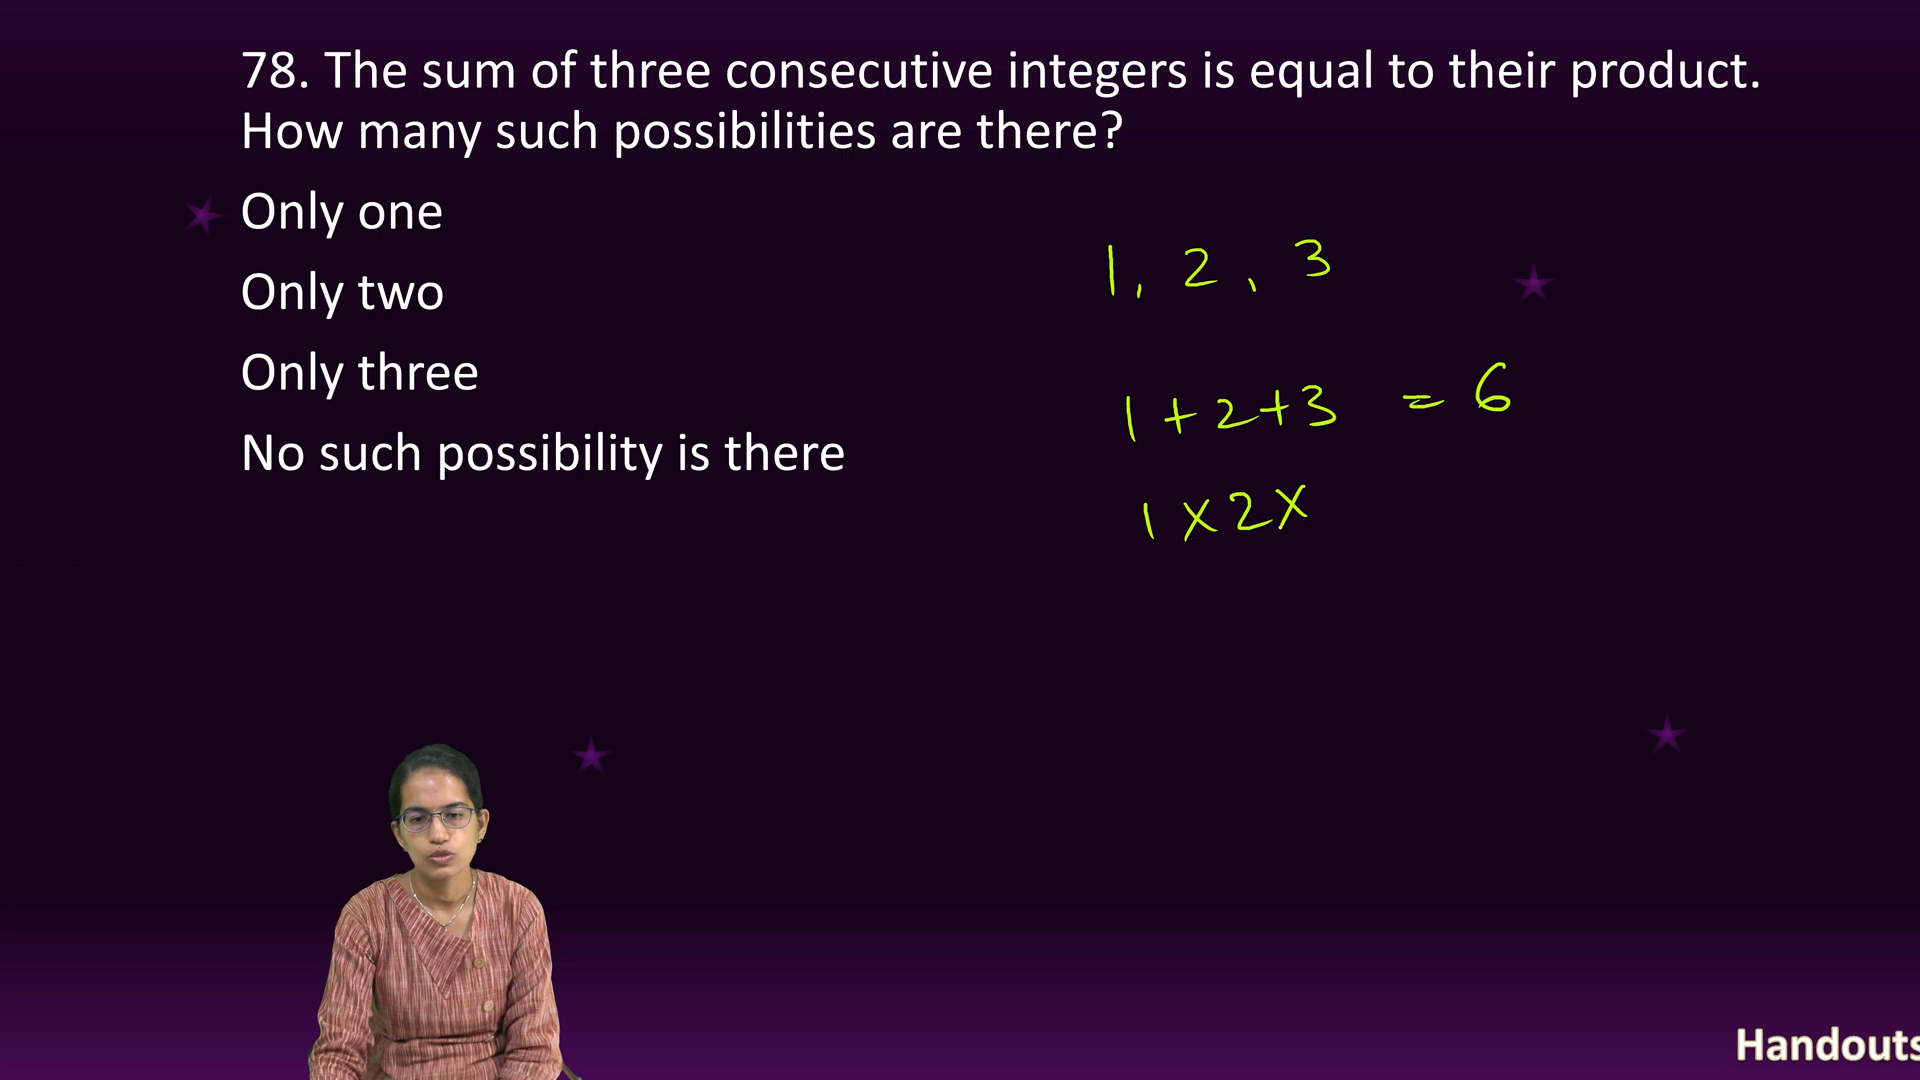 78. The sum of three consecutive integers is equal to their product.
How many such possibilities are there?
Only one
Only two
Only three
No such possibility is there
1, 2, 3
1 + 2 + 3 = 6
1 × 2 ×
Handouts